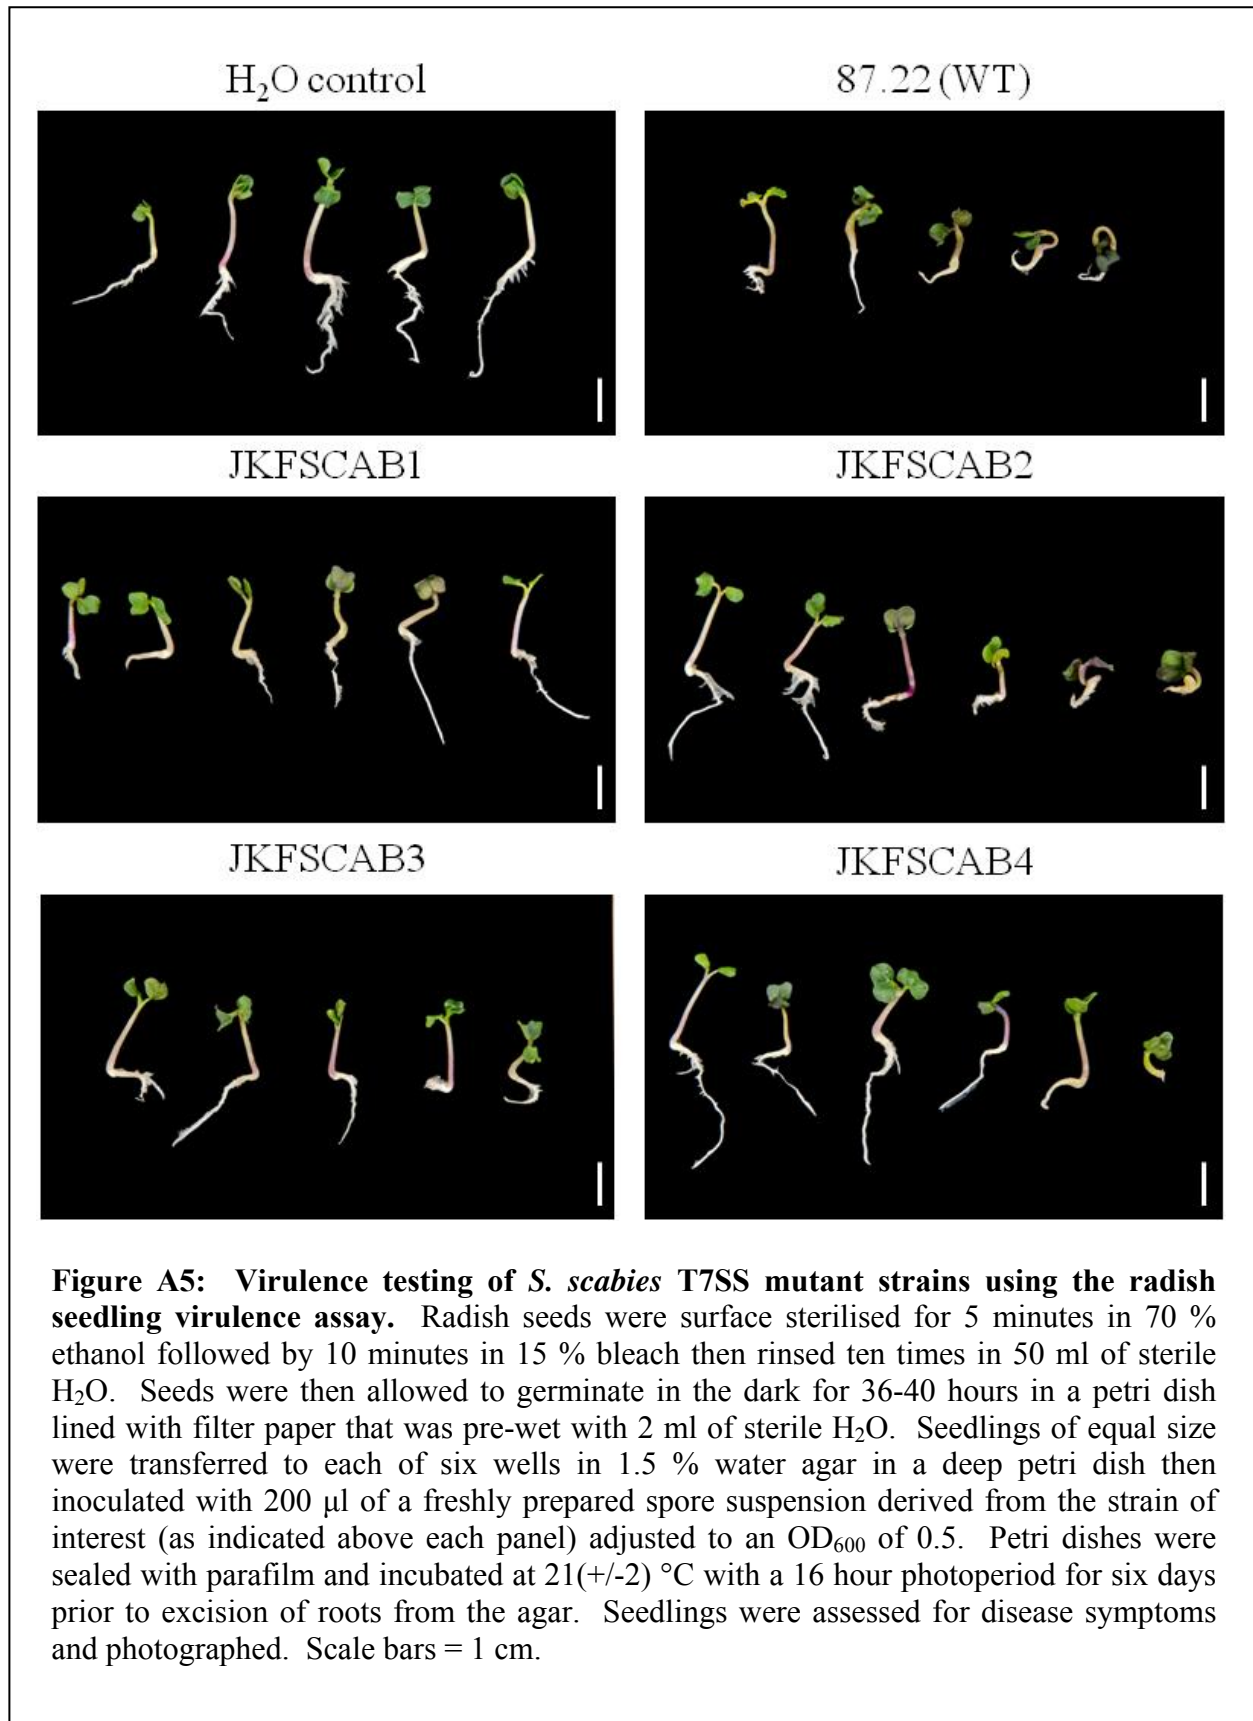 H₂O control
87.22 (WT)
JKFSCAB1
JKFSCAB2
JKFSCAB3
JKFSCAB4
Figure A5: Virulence testing of S. scabies T7SS mutant strains using the radish
seedling virulence assay. Radish seeds were surface sterilised for 5 minutes in 70 %
ethanol followed by 10 minutes in 15 % bleach then rinsed ten times in 50 ml of sterile
H₂O. Seeds were then allowed to germinate in the dark for 36-40 hours in a petri dish
lined with filter paper that was pre-wet with 2 ml of sterile H₂O. Seedlings of equal size
were transferred to each of six wells in 1.5 % water agar in a deep petri dish then
inoculated with 200 µl of a freshly prepared spore suspension derived from the strain of
interest (as indicated above each panel) adjusted to an OD₆₀₀ of 0.5. Petri dishes were
sealed with parafilm and incubated at 21(+/-2) °C with a 16 hour photoperiod for six days
prior to excision of roots from the agar. Seedlings were assessed for disease symptoms
and photographed. Scale bars = 1 cm.